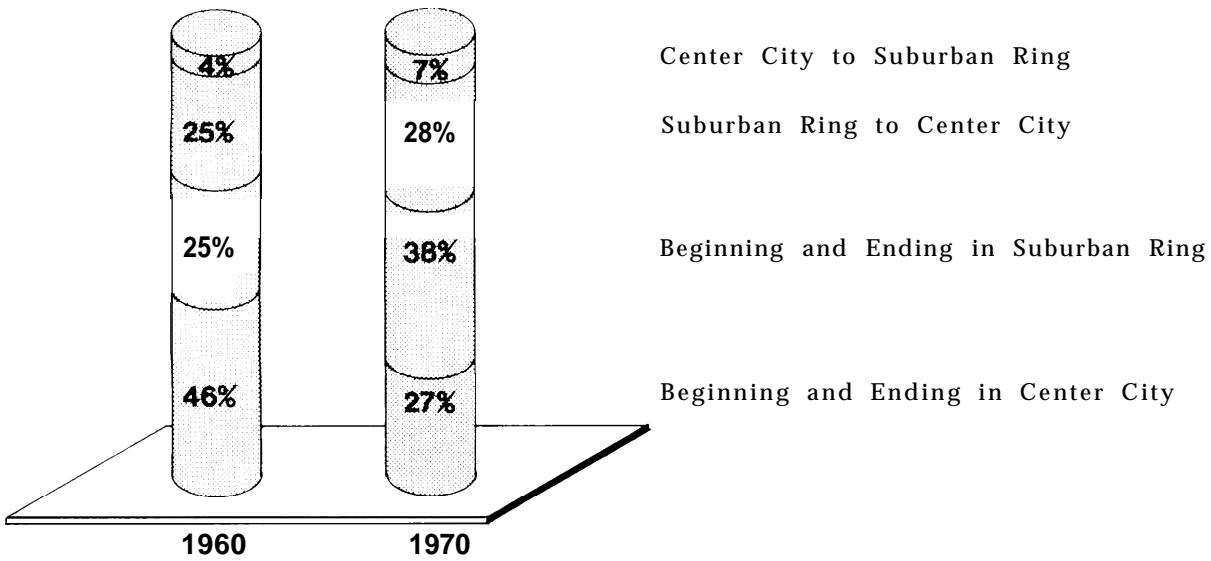 4% 7% Center City to Suburban Ring
25% 28% Suburban Ring to Center City
25% 38% Beginning and Ending in Suburban Ring
46% 27% Beginning and Ending in Center City
1960 1970